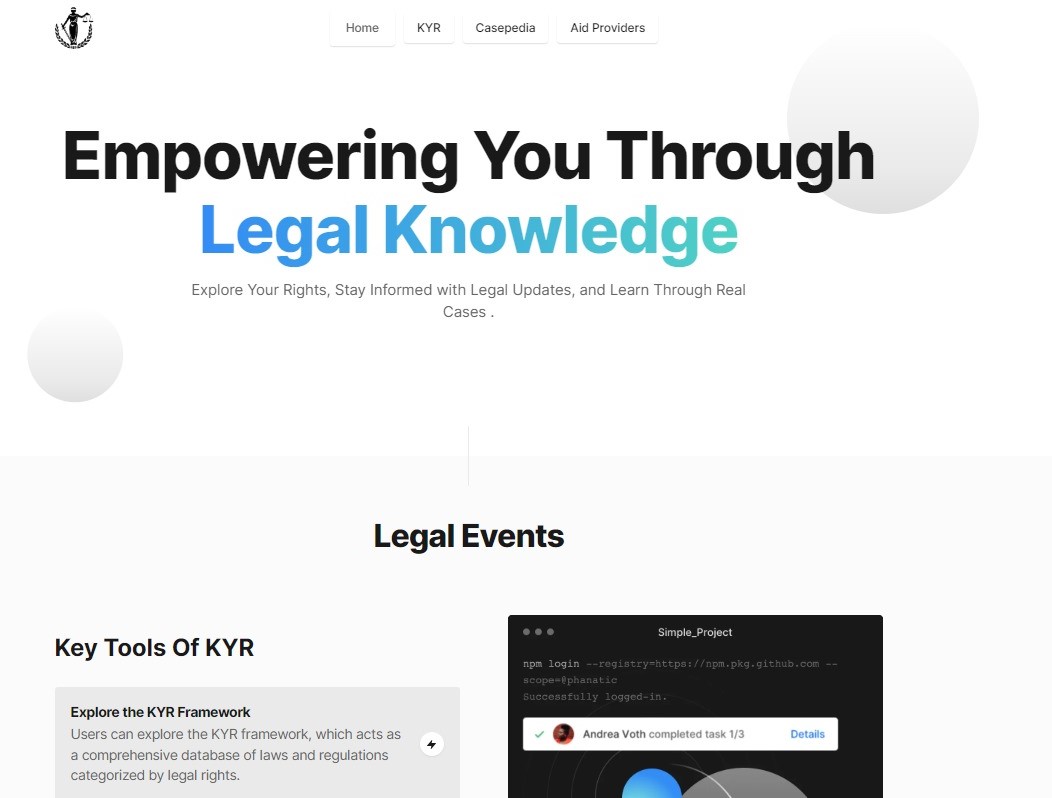 Home KYR Casepedia Aid Providers
Empowering You Through
Legal Knowledge
Explore Your Rights, Stay Informed with Legal Updates, and Learn Through Real
Cases .
Legal Events
Key Tools Of KYR
Explore the KYR Framework
Users can explore the KYR framework, which acts as
a comprehensive database of laws and regulations
categorized by legal rights.
Simple_Project
npm login --registry=https://npm.pkg.github.com --
scope=@phanatic
Successfully logged-in.
Andrea Voth completed task 1/3 Details